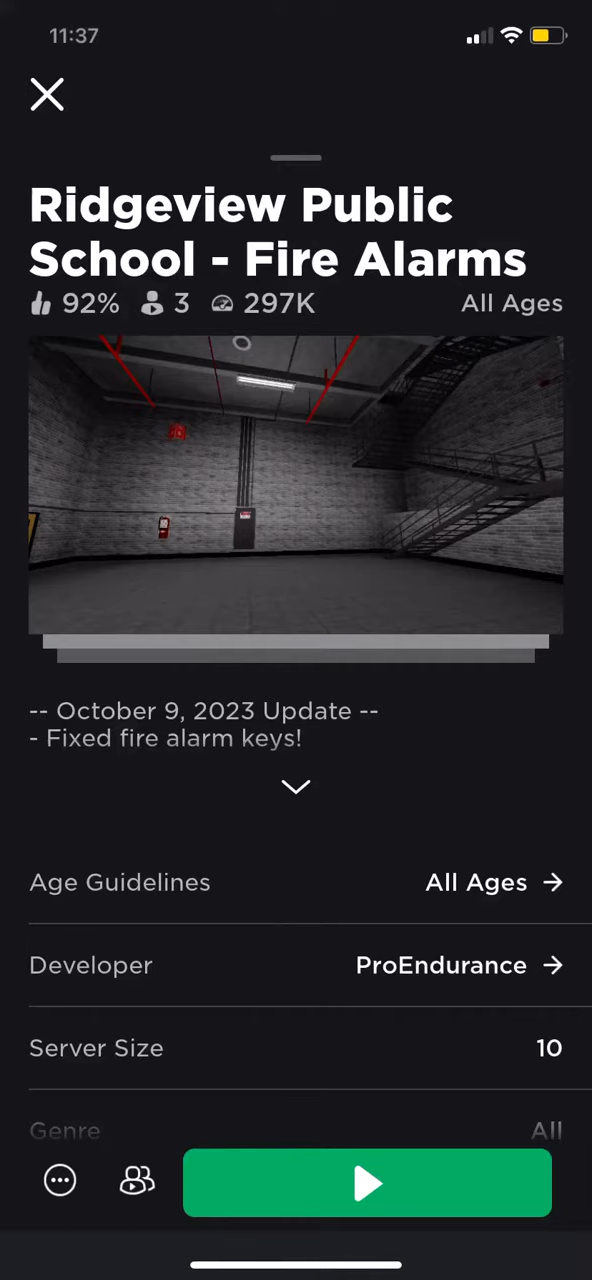 11:37
Ridgeview Public
School - Fire Alarms
92% 3 297K All Ages
-- October 9, 2023 Update --
- Fixed fire alarm keys!
Age Guidelines All Ages
Developer ProEndurance
Server Size 10
Genre All